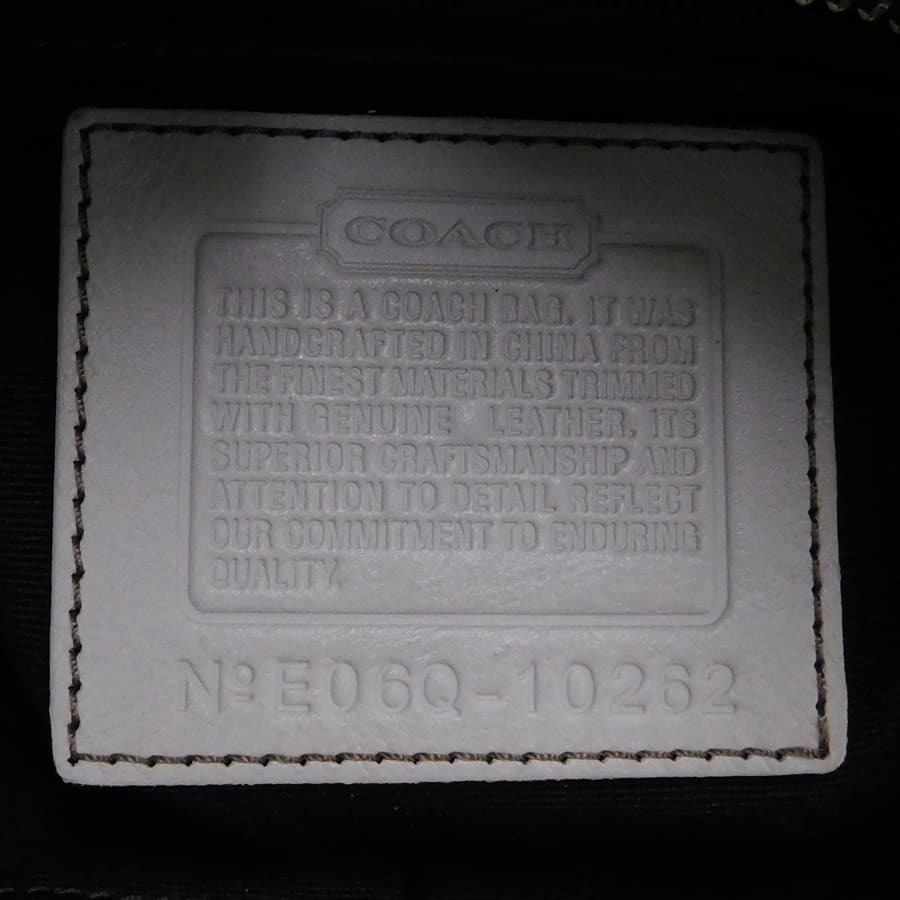 COACH
THIS IS A COACH BAG. IT WAS
HANDCRAFTED IN CHINA FROM
THE FINEST MATERIALS TRIMMED
WITH GENUINE LEATHER. ITS
SUPERIOR CRAFTSMANSHIP AND
ATTENTION TO DETAIL REFLECT
OUR COMMITMENT TO ENDURING
QUALITY.
Nº E06Q-10262